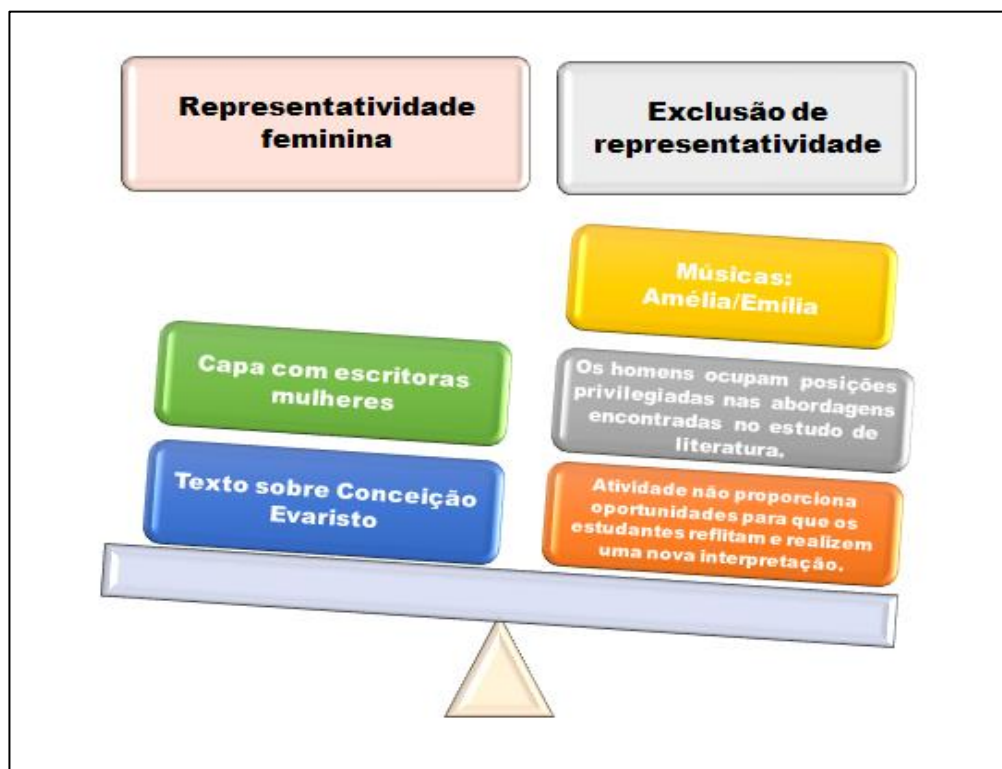 Representatividade
feminina
Exclusão de
representatividade
Músicas:
Amélia/Emília
Capa com escritoras
mulheres
Os homens ocupam posições
privilegiadas nas abordagens
encontradas no estudo de
literatura.
Texto sobre Conceição
Evaristo
Atividade não proporciona
oportunidades para que os
estudantes reflitam e realizem
uma nova interpretação.